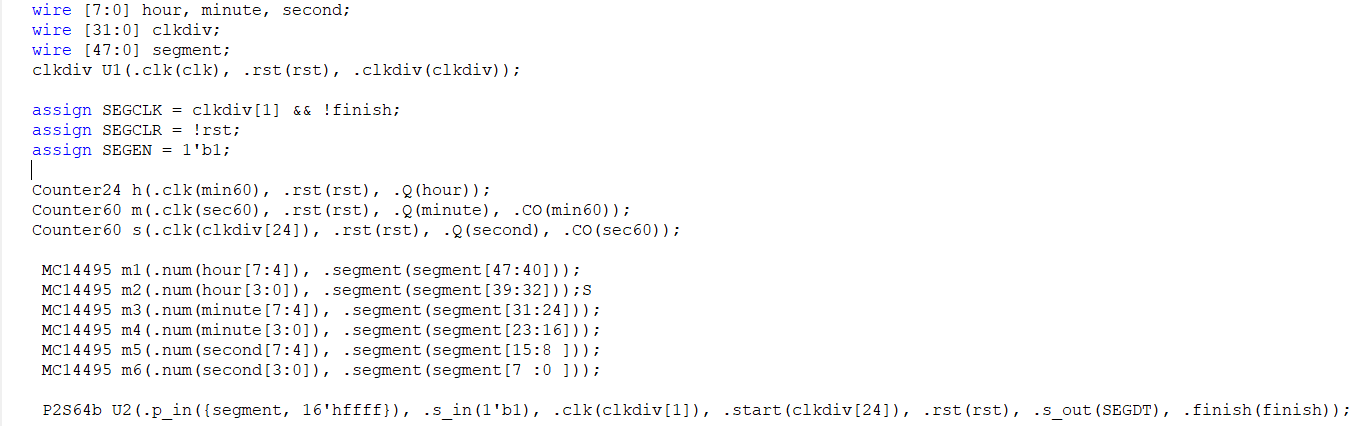 wire [7:0] hour, minute, second;
wire [31:0] clkdiv;
wire [47:0] segment;
clkdiv U1(.clk(clk), .rst(rst), .clkdiv(clkdiv));
assign SEGCLK = clkdiv[1] && !finish;
assign SEGCLR = !rst;
assign SEGEN = 1'b1;
Counter24 h(.clk(min60), .rst(rst), .Q(hour));
Counter60 m(.clk(sec60), .rst(rst), .Q(minute), .CO(min60));
Counter60 s(.clk(clkdiv[24]), .rst(rst), .Q(second), .CO(sec60));
MC14495 m1(.num(hour[7:4]), .segment(segment[47:40]));
MC14495 m2(.num(hour[3:0]), .segment(segment[39:32]));S
MC14495 m3(.num(minute[7:4]), .segment(segment[31:24]));
MC14495 m4(.num(minute[3:0]), .segment(segment[23:16]));
MC14495 m5(.num(second[7:4]), .segment(segment[15:8 ]));
MC14495 m6(.num(second[3:0]), .segment(segment[7 :0 ]));
P2S64b U2(.p_in({segment, 16'hffff}), .s_in(1'b1), .clk(clkdiv[1]), .start(clkdiv[24]), .rst(rst), .s_out(SEGDT), .finish(finish));